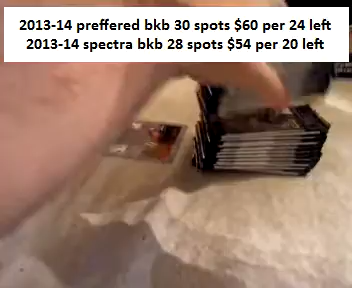 2013-14 preffered bkb 30 spots $60 per 24 left
2013-14 spectra bkb 28 spots $54 per 20 left